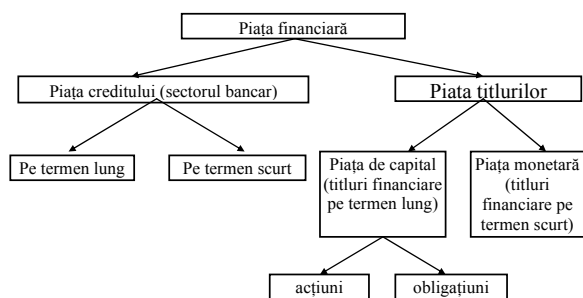 Piața financiară
Piața creditului (sectorul bancar)
Piata titlurilor
Pe termen lung
Pe termen scurt
Piața de capital
(titluri financiare
pe termen lung)
Piața monetară
(titluri
financiare pe
termen scurt)
acțiuni
obligațiuni